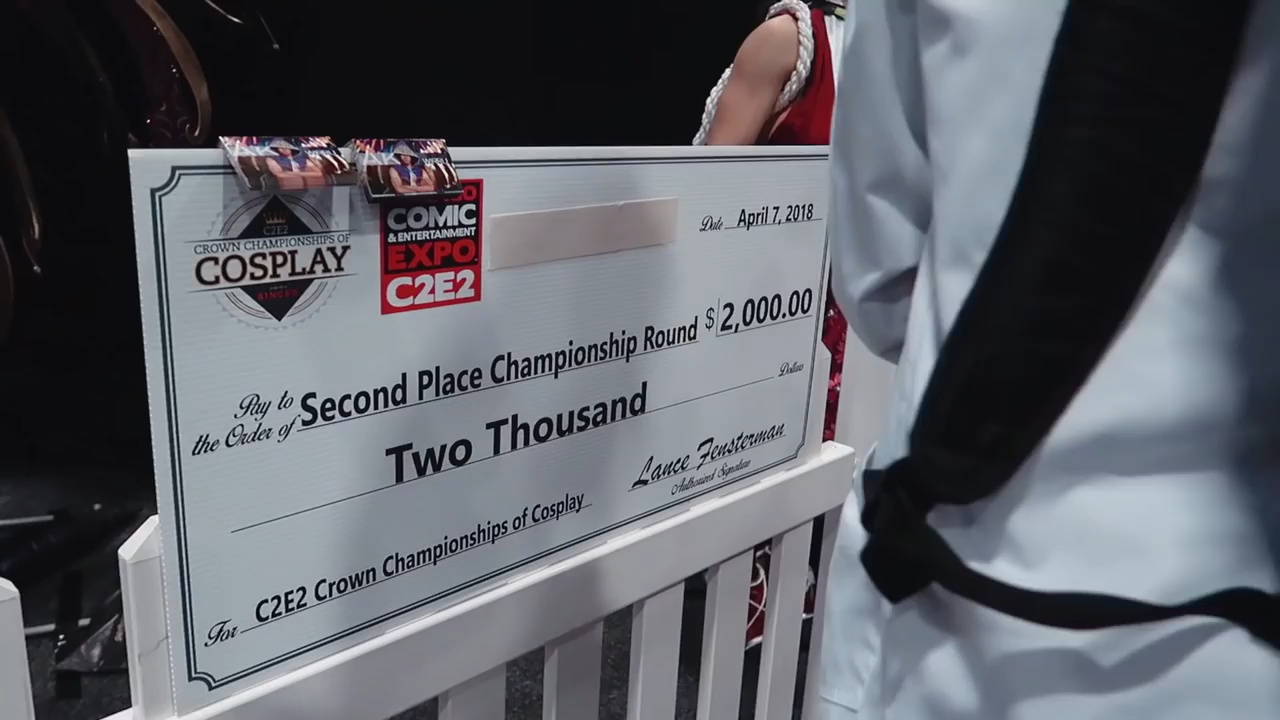 C2E2
CROWN CHAMPIONSHIPS OF
COSPLAY
SINGER
COMIC
& ENTERTAINMENT
EXPO
C2E2
Date April 7, 2018
Pay to
the Order of Second Place Championship Round $ 2,000.00
Two Thousand Dollars
Lance Fensterman
Authorized Signature
For C2E2 Crown Championships of Cosplay